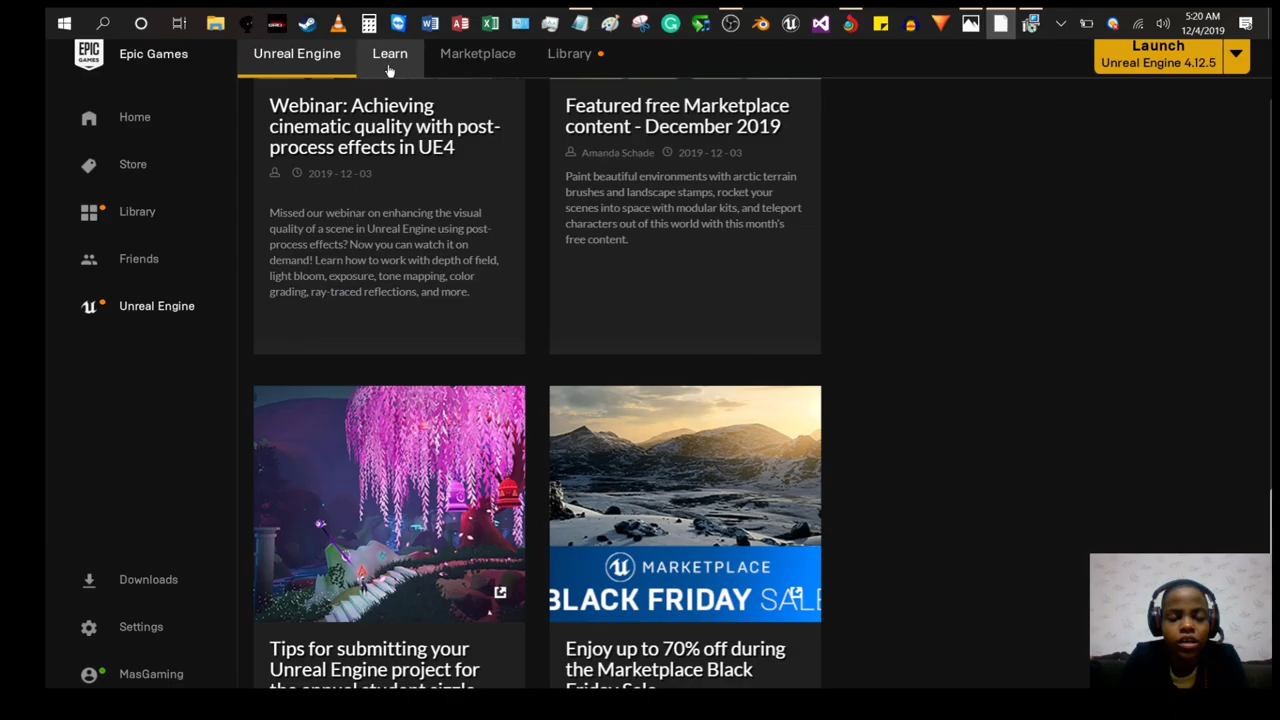 5:20 AM
12/4/2019
EPIC GAMES
Epic Games
Unreal Engine
Learn
Marketplace
Library
Launch
Unreal Engine 4.12.5
Home
Store
Library
Friends
Unreal Engine
Downloads
Settings
MasGaming
Webinar: Achieving
cinematic quality with post-
process effects in UE4
2019 - 12 - 03
Missed our webinar on enhancing the visual
quality of a scene in Unreal Engine using post-
process effects? Now you can watch it on
demand! Learn how to work with depth of field,
light bloom, exposure, tone mapping, color
grading, ray-traced reflections, and more.
Featured free Marketplace
content - December 2019
Amanda Schade 2019 - 12 - 03
Paint beautiful environments with arctic terrain
brushes and landscape stamps, rocket your
scenes into space with modular kits, and teleport
characters out of this world with this month's
free content.
Tips for submitting your
Unreal Engine project for
the annual student sizzle
MARKETPLACE
BLACK FRIDAY SALE
Enjoy up to 70% off during
the Marketplace Black
Friday Sale